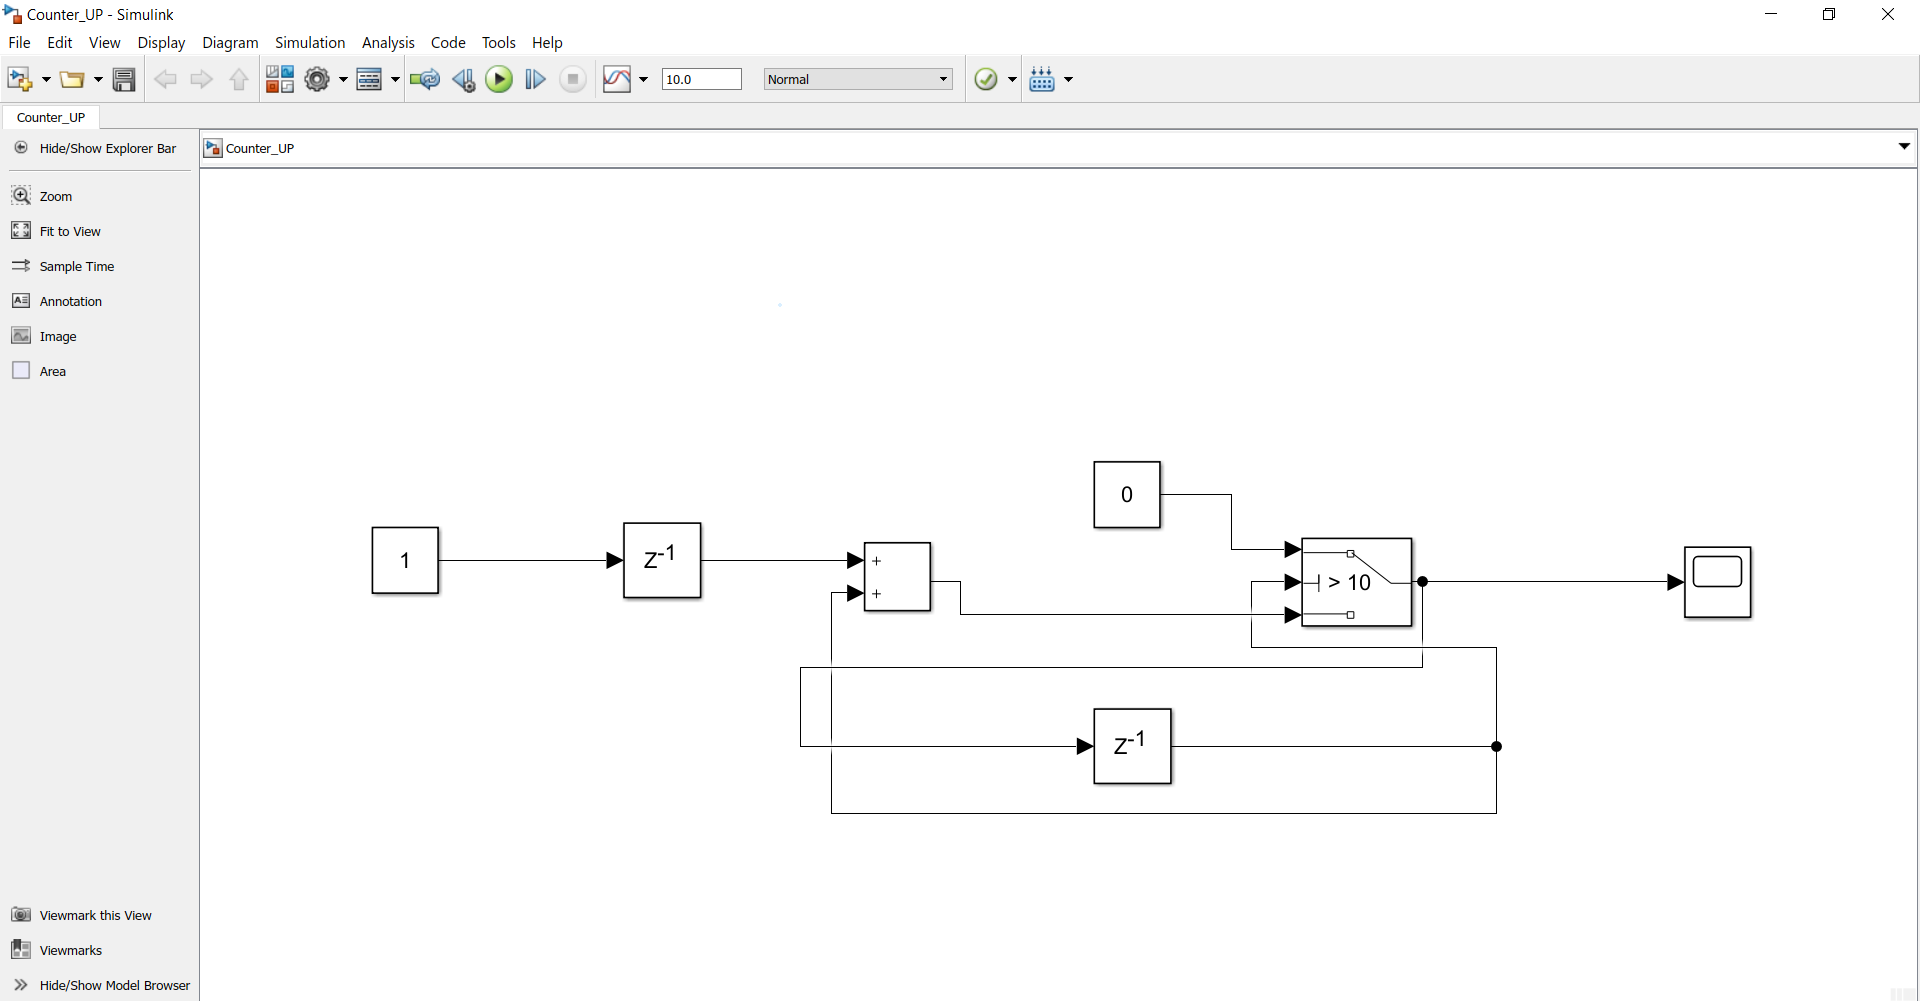 Counter_UP - Simulink
File Edit View Display Diagram Simulation Analysis Code Tools Help
10.0 Normal
Counter_UP
Hide/Show Explorer Bar
Counter_UP
Zoom
Fit to View
Sample Time
Annotation
Image
Area
0
1
z-1
+
+
> 10
z-1
Viewmark this View
Viewmarks
Hide/Show Model Browser